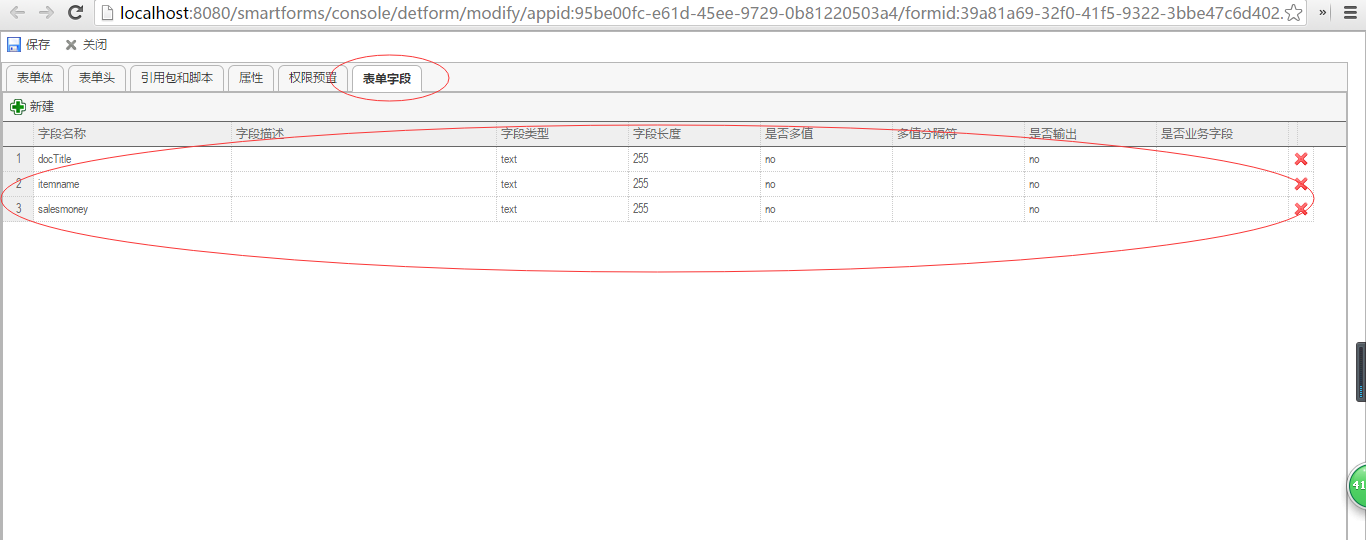 localhost:8080/smartforms/console/detform/modify/appid:95be00fc-e61d-45ee-9729-0b81220503a4/formid:39a81a69-32f0-41f5-9322-3bbe47c6d402. »
保存 关闭
表单体 表单头 引用包和脚本 属性 权限预置 表单字段
新建
字段名称 字段描述 字段类型 字段长度 是否多值 多值分隔符 是否输出 是否业务字段
1 docTitle text 255 no no
2 itemname text 255 no no
3 salesmoney text 255 no no
41